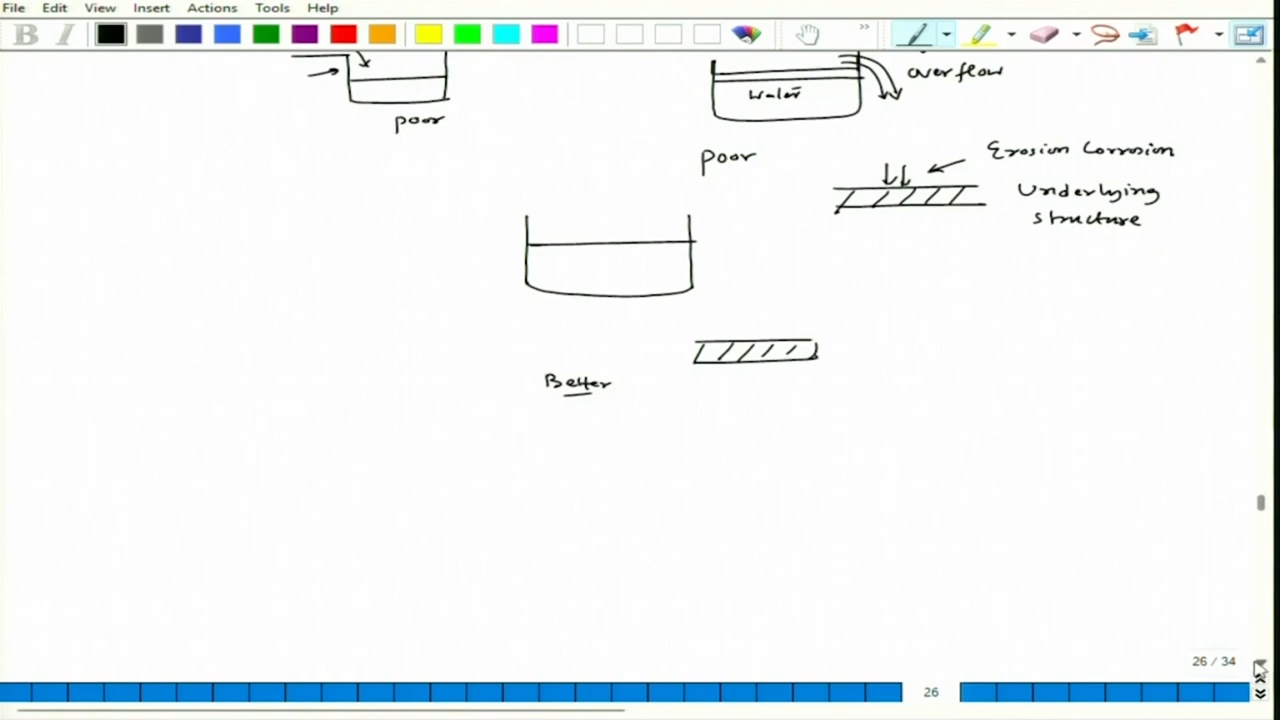 File Edit View Insert Actions Tools Help
B I
overflow
water
poor
poor
Erosion Corrosion
Underlying
structure
Better
26 / 34
26